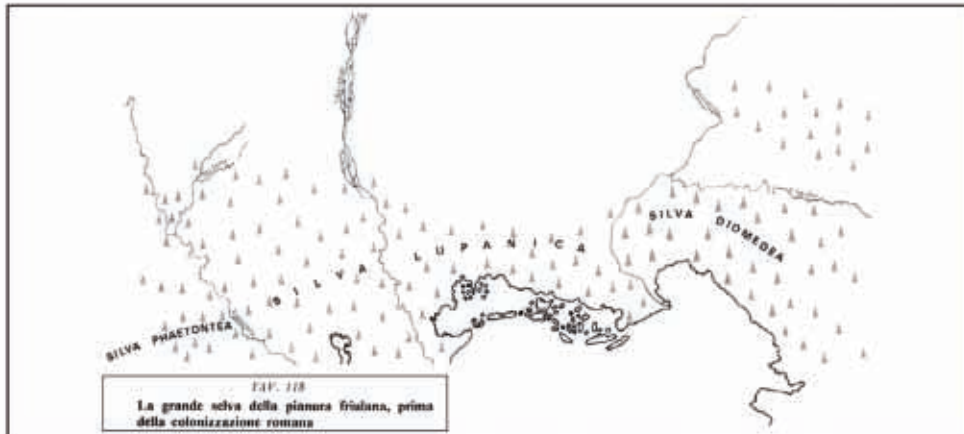 SILVA DIOMEDEA
SILVA LUPANICA
SILVA PHAETONTEA
TAV. 118
La grande selva della pianura friulana, prima
della colonizzazione romana